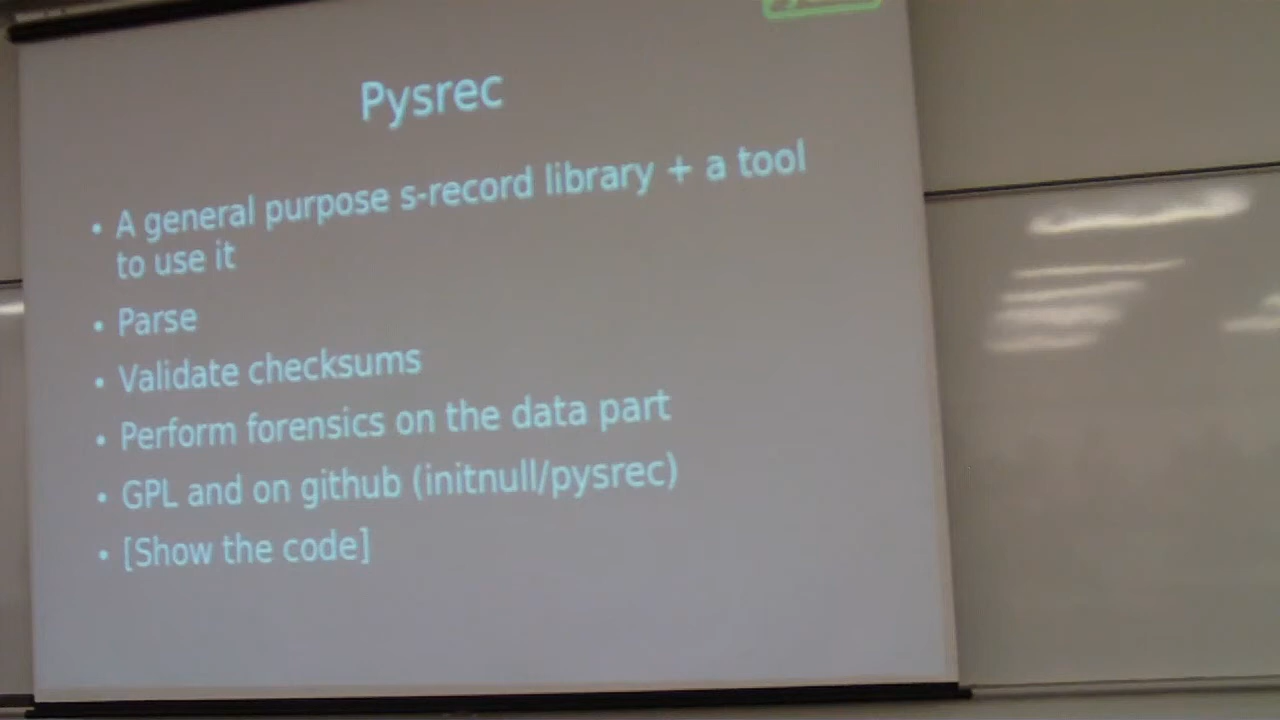 Pysrec
• A general purpose s-record library + a tool
to use it
• Parse
• Validate checksums
• Perform forensics on the data part
• GPL and on github (initnull/pysrec)
• [Show the code]